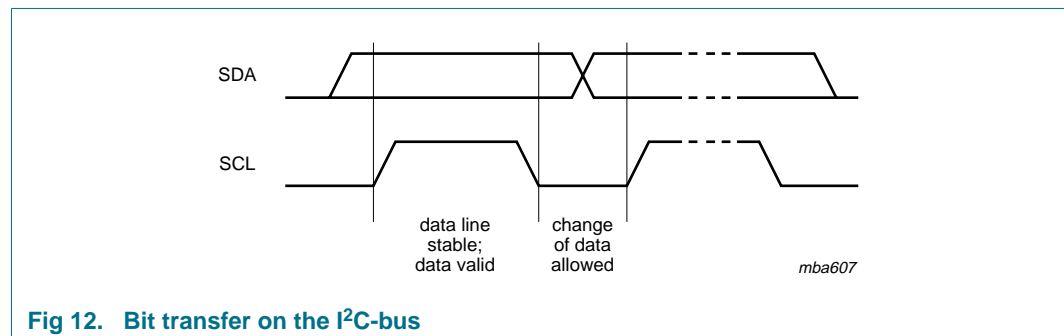 SDA
SCL
data line
stable;
data valid
change
of data
allowed
mba607
Fig 12. Bit transfer on the I²C-bus